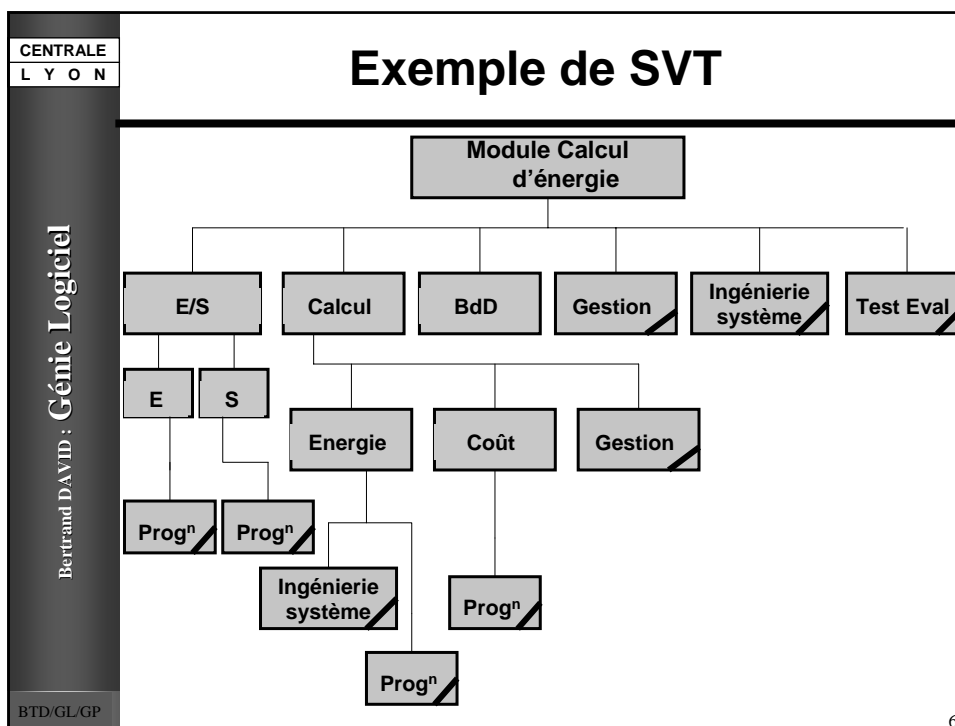 CENTRALE
L Y O N
Exemple de SVT
Bertrand DAVID : Génie Logiciel
Module Calcul
d'énergie
E/S
Calcul
BdD
Gestion
Ingénierie
système
Test Eval
E
S
Energie
Coût
Gestion
Progⁿ
Progⁿ
Ingénierie
système
Progⁿ
Progⁿ
BTD/GL/GP
6